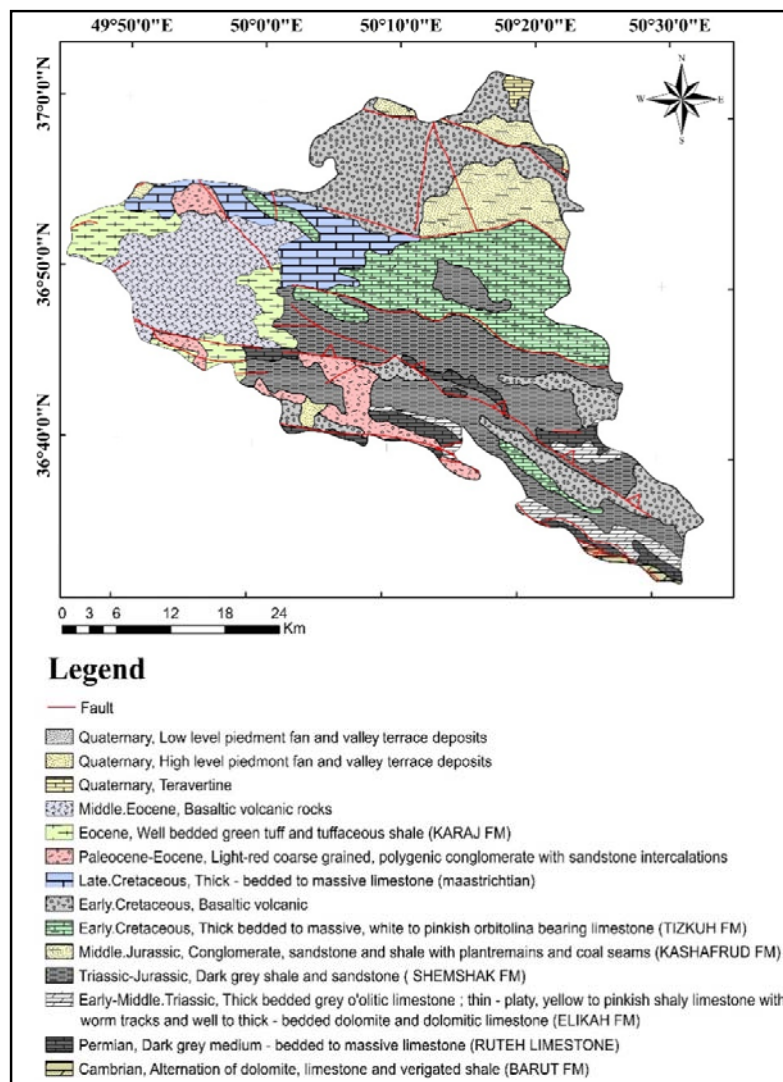 49°50'0"N 50°0'0"N 50°10'0"N 50°20'0"N 50°30'0"N
N
W E
S
37°0'0"N
36°50'0"N
36°40'0"N
0 3 6 12 18 24
Km
Legend
Fault
Quaternary, Low level piedment fan and valley terrace deposits
Quaternary, High level piedmont fan and valley terrace deposits
Quaternary, Teravertine
Middle.Eocene, Basaltic volcanic rocks
Eocene, Well bedded green tuff and tuffaceous shale (KARAJ FM)
Paleocene-Eocene, Light-red coarse grained, polygenic conglomerate with sandstone intercalations
Late.Cretaceous, Thick - bedded to massive limestone (maastrichtian)
Early.Cretaceous, Basaltic volcanic
Early.Cretaceous, Thick bedded to massive, white to pinkish orbitolina bearing limestone (TIZKUH FM)
Middle.Jurassic, Conglomerate, sandstone and shale with plantremains and coal seams (KASHAFRUD FM)
Triassic-Jurassic, Dark grey shale and sandstone ( SHEMSHAK FM)
Early-Middle.Triassic, Thick bedded grey o'olitic limestone ; thin - platy, yellow to pinkish shaly limestone with
worm tracks and well to thick - bedded dolomite and dolomitic limestone (ELIKAH FM)
Permian, Dark grey medium - bedded to massive limestone (RUTEH LIMESTONE)
Cambrian, Alternation of dolomite, limestone and verigated shale (BARUT FM)